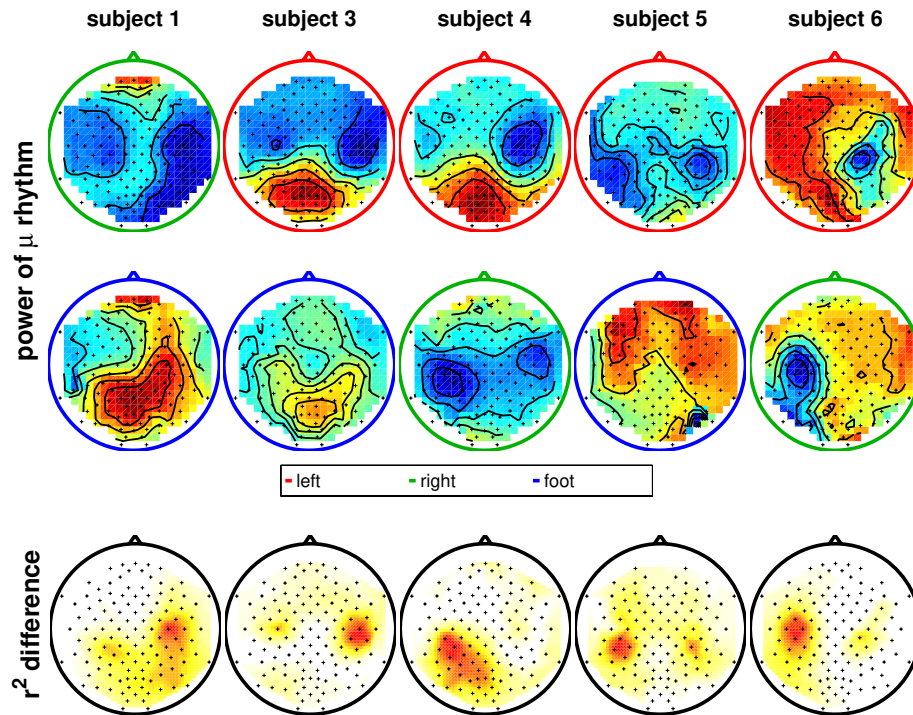 subject 1 subject 3 subject 4 subject 5 subject 6
power of μ rhythm
left right foot
r² difference